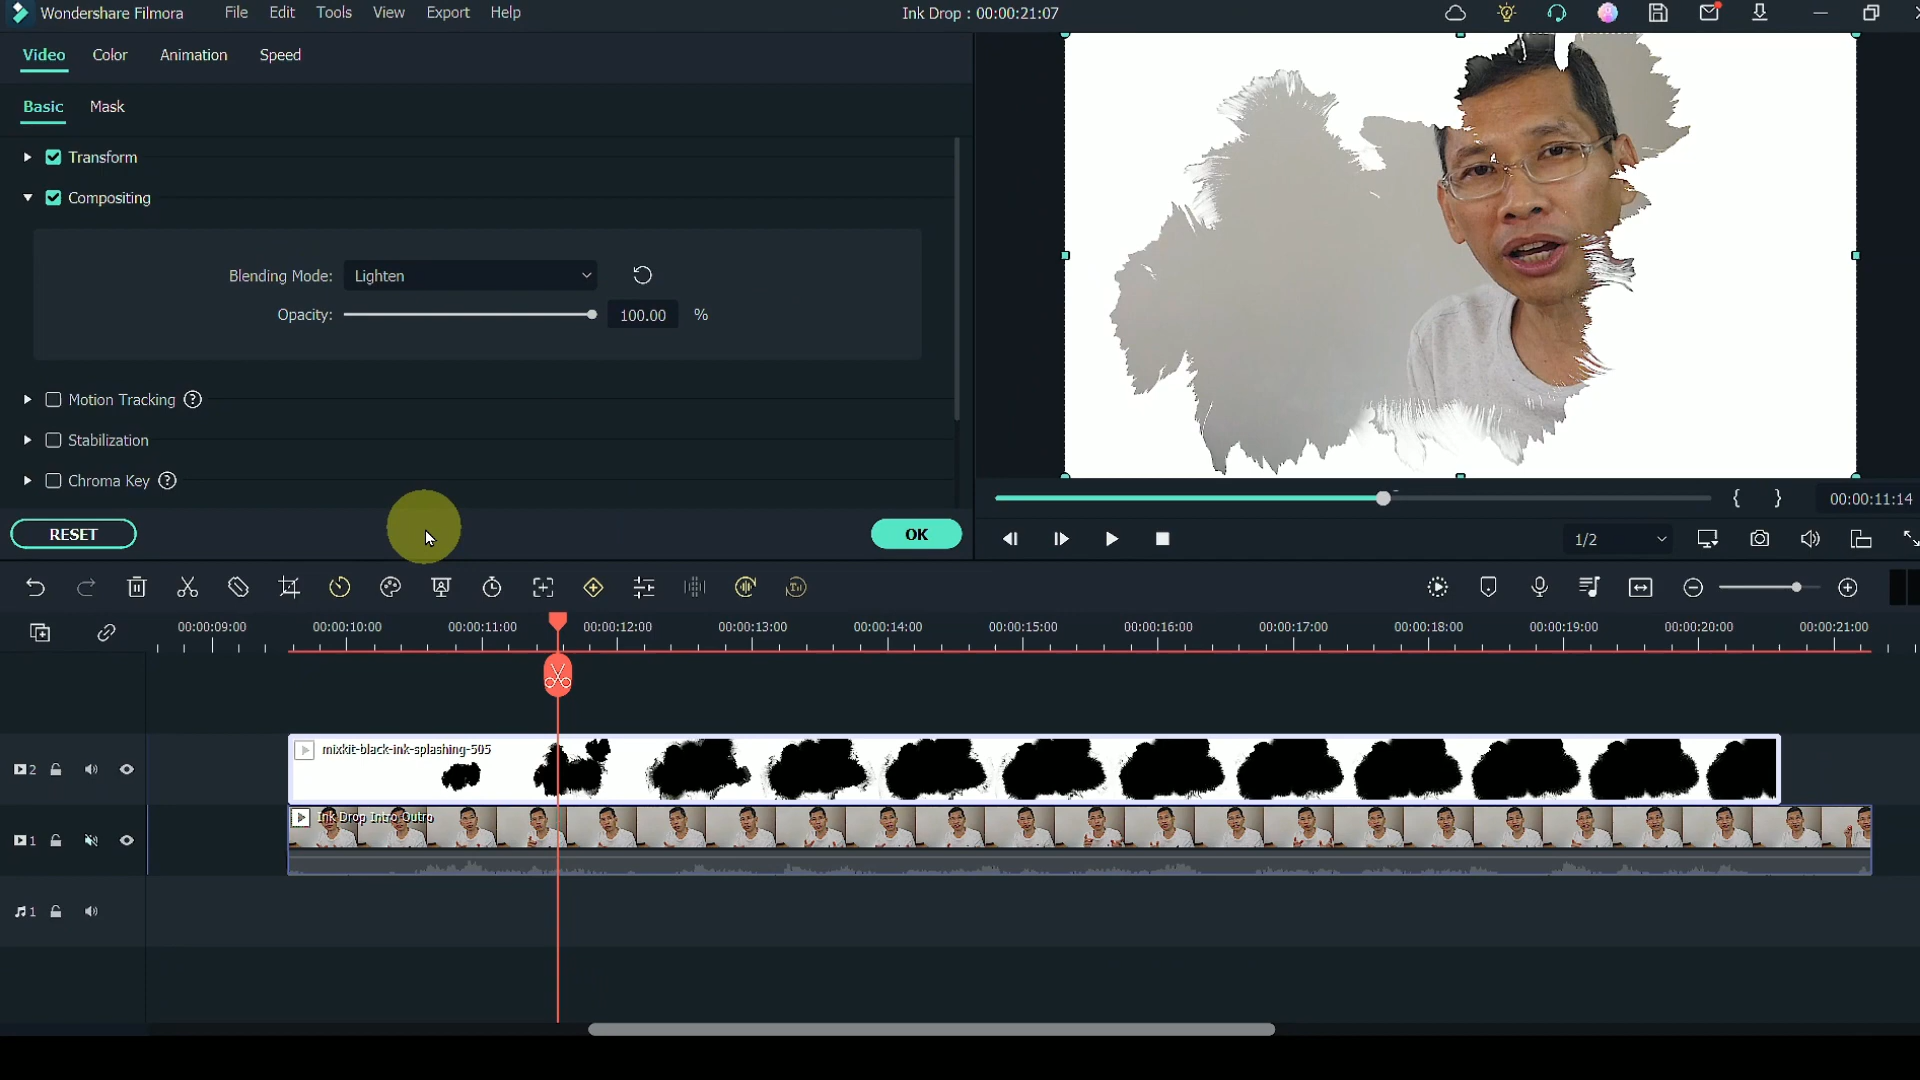 Wondershare Filmora File Edit Tools View Export Help Ink Drop : 00:00:21:07
Video Color Animation Speed
Basic Mask
Transform
Compositing
Blending Mode: Lighten
Opacity: 100.00 %
Motion Tracking ?
Stabilization
Chroma Key ?
RESET OK
{ } 00:00:11:14
1/2
00:00:09:00 00:00:10:00 00:00:11:00 00:00:12:00 00:00:13:00 00:00:14:00 00:00:15:00 00:00:16:00 00:00:17:00 00:00:18:00 00:00:19:00 00:00:20:00 00:00:21:00
mixkit-black-ink-splashing-505
2
Ink Drop Intro Outro
1
1